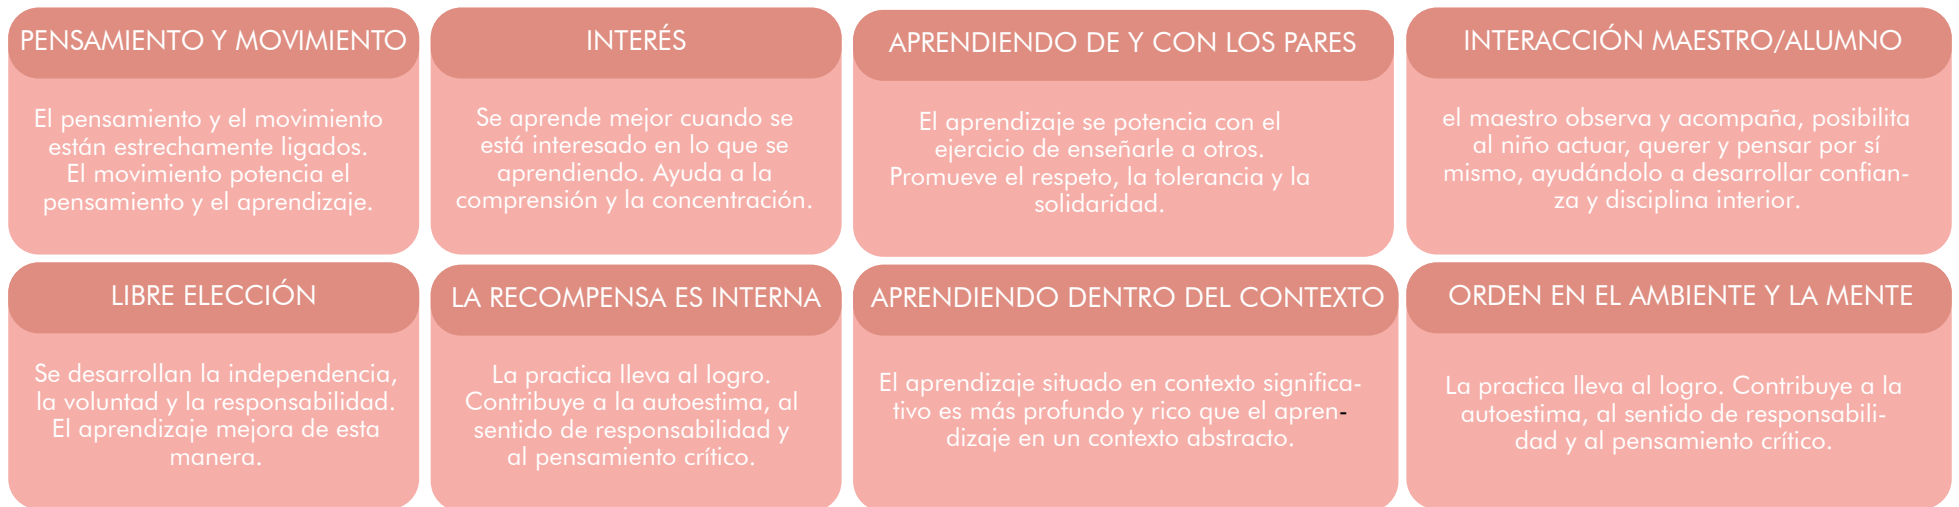 PENSAMIENTO Y MOVIMIENTO
El pensamiento y el movimiento
están estrechamente ligados.
El movimiento potencia el
pensamiento y el aprendizaje.
INTERÉS
Se aprende mejor cuando se
está interesado en lo que se
aprendiendo. Ayuda a la
comprensión y la concentración.
APRENDIENDO DE Y CON LOS PARES
El aprendizaje se potencia con el
ejercicio de enseñarle a otros.
Promueve el respeto, la tolerancia y la
solidaridad.
INTERACCIÓN MAESTRO/ALUMNO
el maestro observa y acompaña, posibilita
al niño actuar, querer y pensar por sí
mismo, ayudándolo a desarrollar confian-
za y disciplina interior.
LIBRE ELECCIÓN
Se desarrollan la independencia,
la voluntad y la responsabilidad.
El aprendizaje mejora de esta
manera.
LA RECOMPENSA ES INTERNA
La practica lleva al logro.
Contribuye a la autoestima, al
sentido de responsabilidad y
al pensamiento crítico.
APRENDIENDO DENTRO DEL CONTEXTO
El aprendizaje situado en contexto significa-
tivo es más profundo y rico que el apren-
dizaje en un contexto abstracto.
ORDEN EN EL AMBIENTE Y LA MENTE
La practica lleva al logro. Contribuye a la
autoestima, al sentido de responsabili-
dad y al pensamiento crítico.